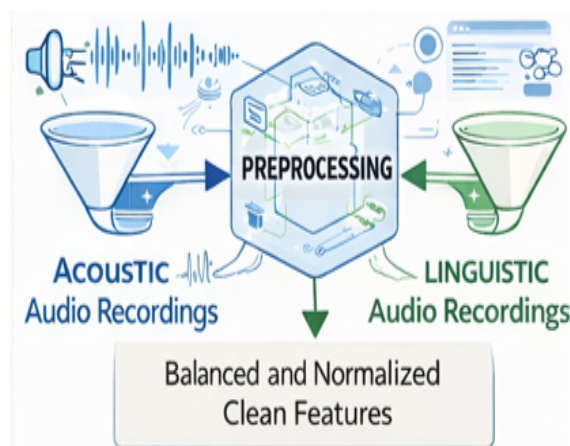 PREPROCESSING
ACOUSTIC
Audio Recordings
LINGUISTIC
Audio Recordings
Balanced and Normalized
Clean Features